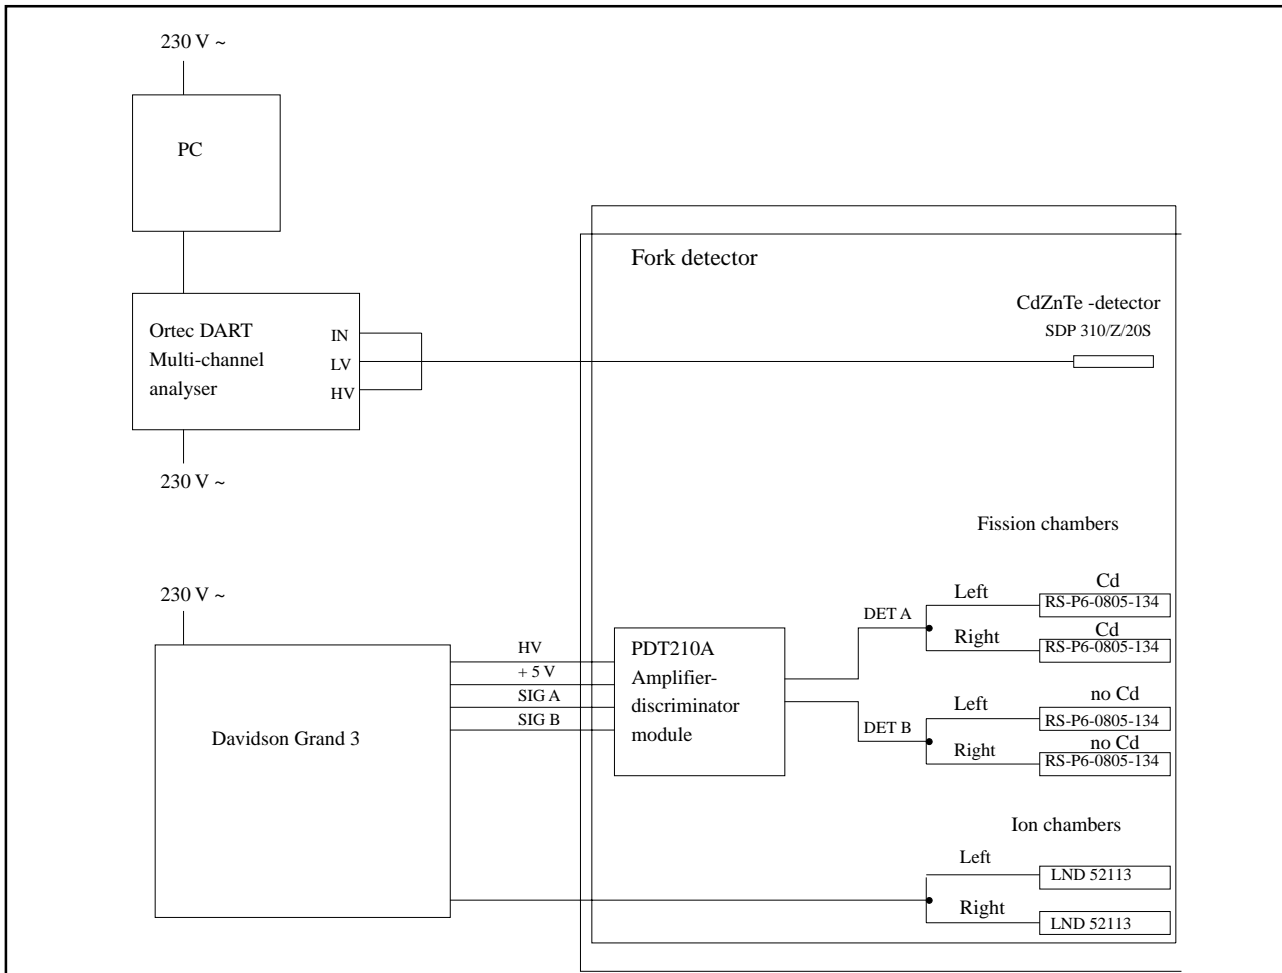 230 V ~
PC
Fork detector
CdZnTe -detector
SDP 310/Z/20S
Ortec DART
Multi-channel
analyser
IN
LV
HV
230 V ~
Fission chambers
230 V ~
Davidson Grand 3
HV
+ 5 V
SIG A
SIG B
PDT210A
Amplifier-
discriminator
module
DET A
Left
Cd
RS-P6-0805-134
Right
Cd
RS-P6-0805-134
DET B
Left
no Cd
RS-P6-0805-134
Right
no Cd
RS-P6-0805-134
Ion chambers
Left
LND 52113
Right
LND 52113